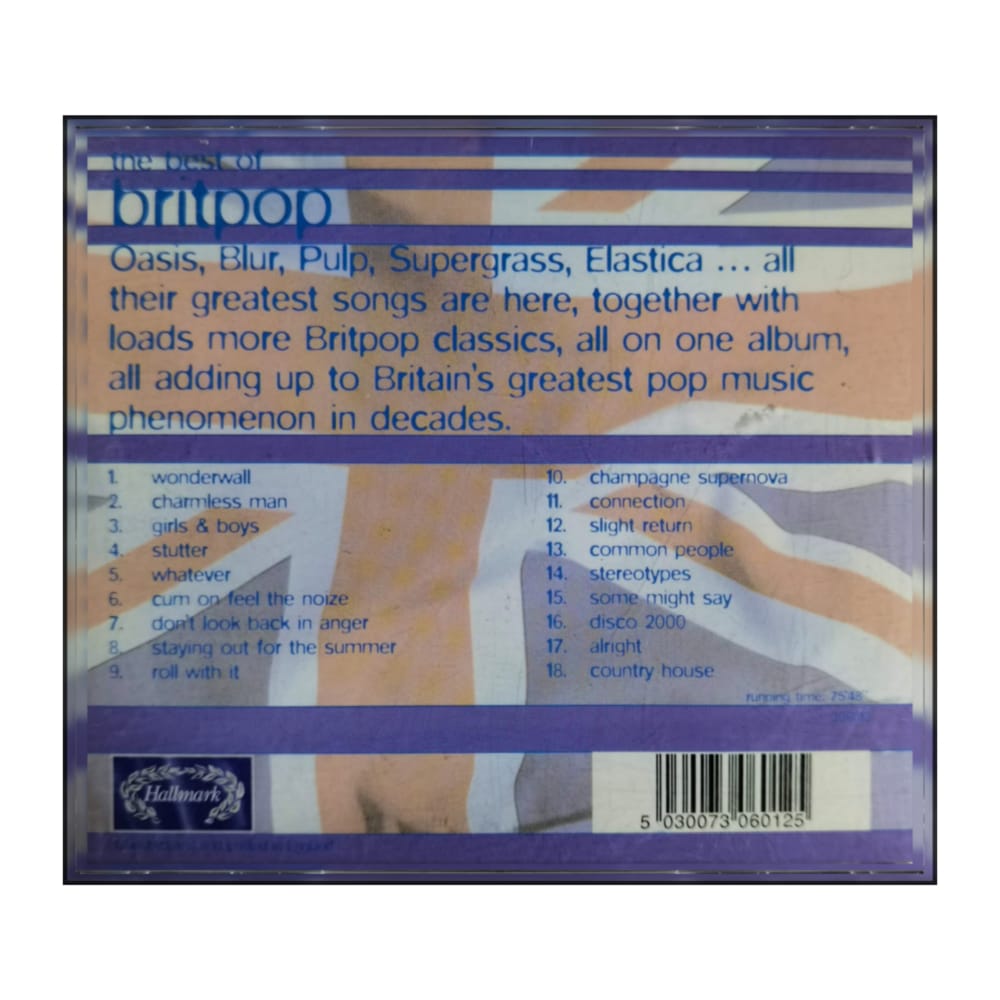 the best of
britpop
Oasis, Blur, Pulp, Supergrass, Elastica ... all
their greatest songs are here, together with
loads more Britpop classics, all on one album,
all adding up to Britain's greatest pop music
phenomenon in decades.
1. wonderwall
2. charmless man
3. girls & boys
4. stutter
5. whatever
6. cum on feel the noize
7. don't look back in anger
8. staying out for the summer
9. roll with it
10. champagne supernova
11. connection
12. slight return
13. common people
14. stereotypes
15. some might say
16. disco 2000
17. alright
18. country house
running time: 75'48"
Hallmark
5 030073 060125